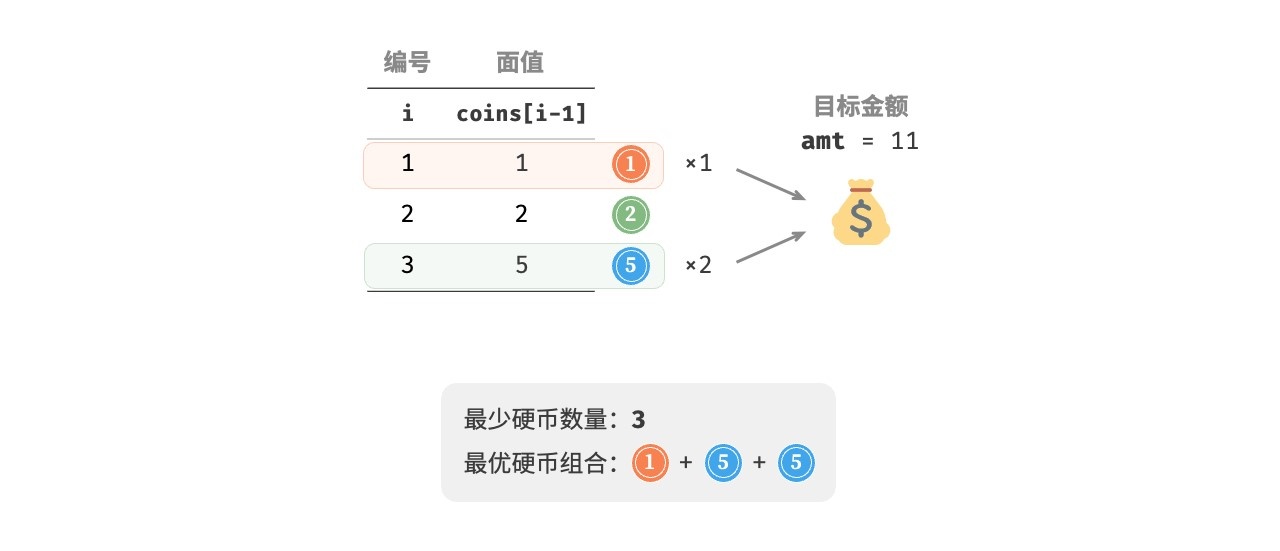 编号 面值
i coins[i-1]
目标金额
amt = 11
1 1 1 ×1
2 2 2
3 5 5 ×2
$
最少硬币数量：3
最优硬币组合：1 + 5 + 5